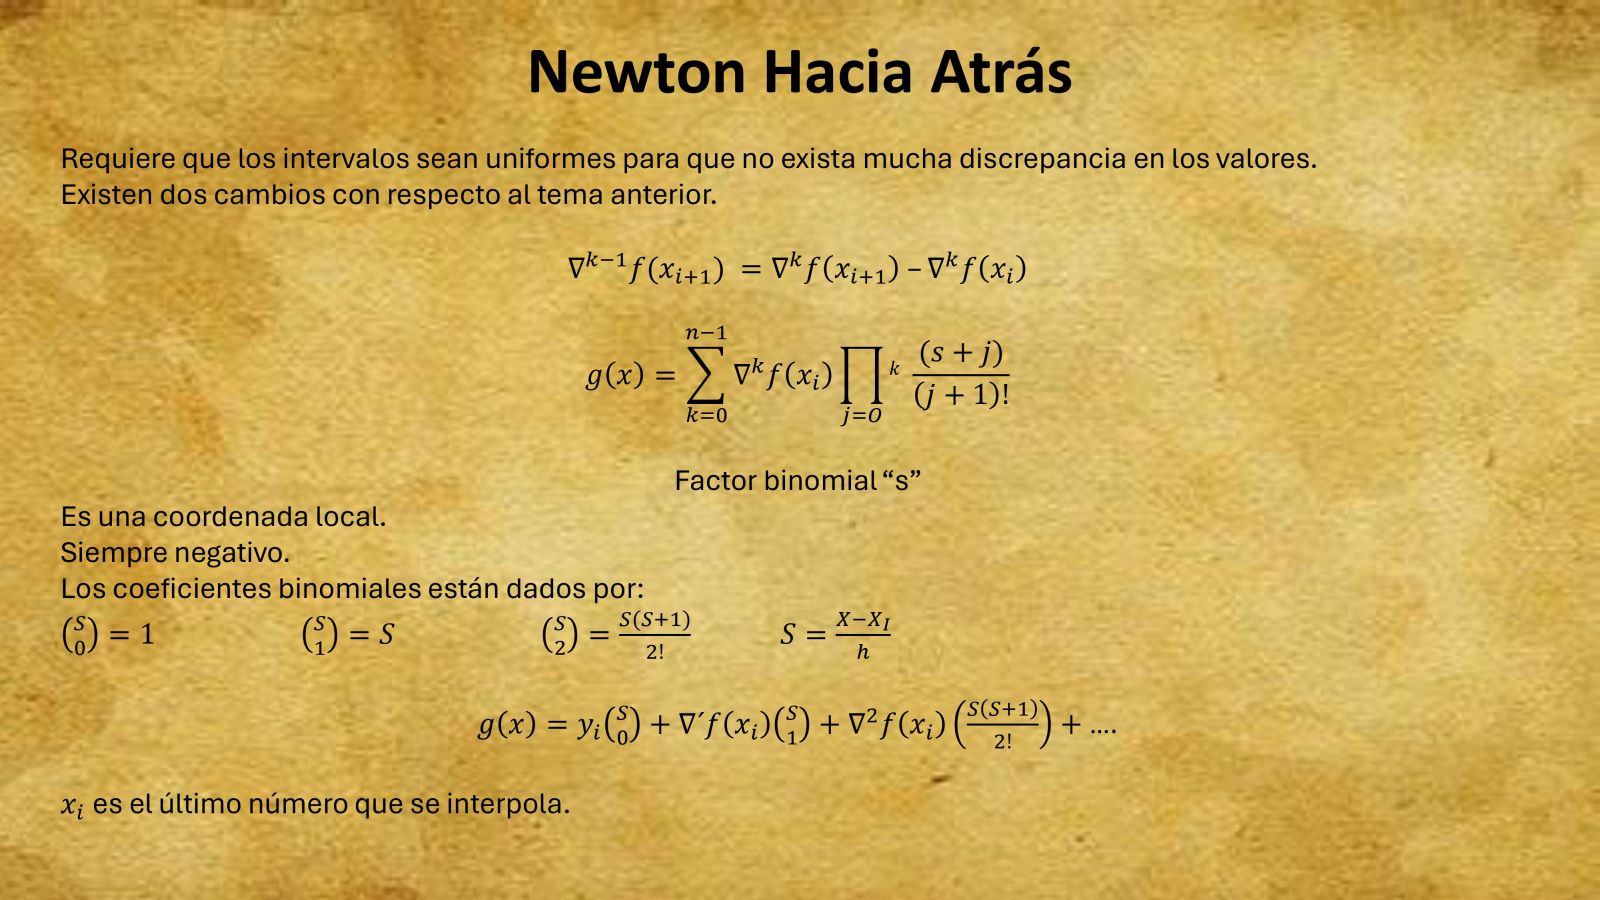 Newton Hacia Atrás
Requiere que los intervalos sean uniformes para que no exista mucha discrepancia en los valores.
Existen dos cambios con respecto al tema anterior.
∇^{k−1}f(x_{i+1}) = ∇^k f(x_{i+1}) – ∇^k f(x_i)
g(x) = ∑_{k=0}^{n−1} ∇^k f(x_i) ∏_{j=O} ^k (s + j)/(j + 1)!
Factor binomial “s”
Es una coordenada local.
Siempre negativo.
Los coeficientes binomiales están dados por:
(S 0) = 1 (S 1) = S (S 2) = S(S+1)/2! S = X−X_I/h
g(x) = y_i(S 0) + ∇´f(x_i)(S 1) + ∇²f(x_i)(S(S+1)/2!) + ….
x_i es el último número que se interpola.